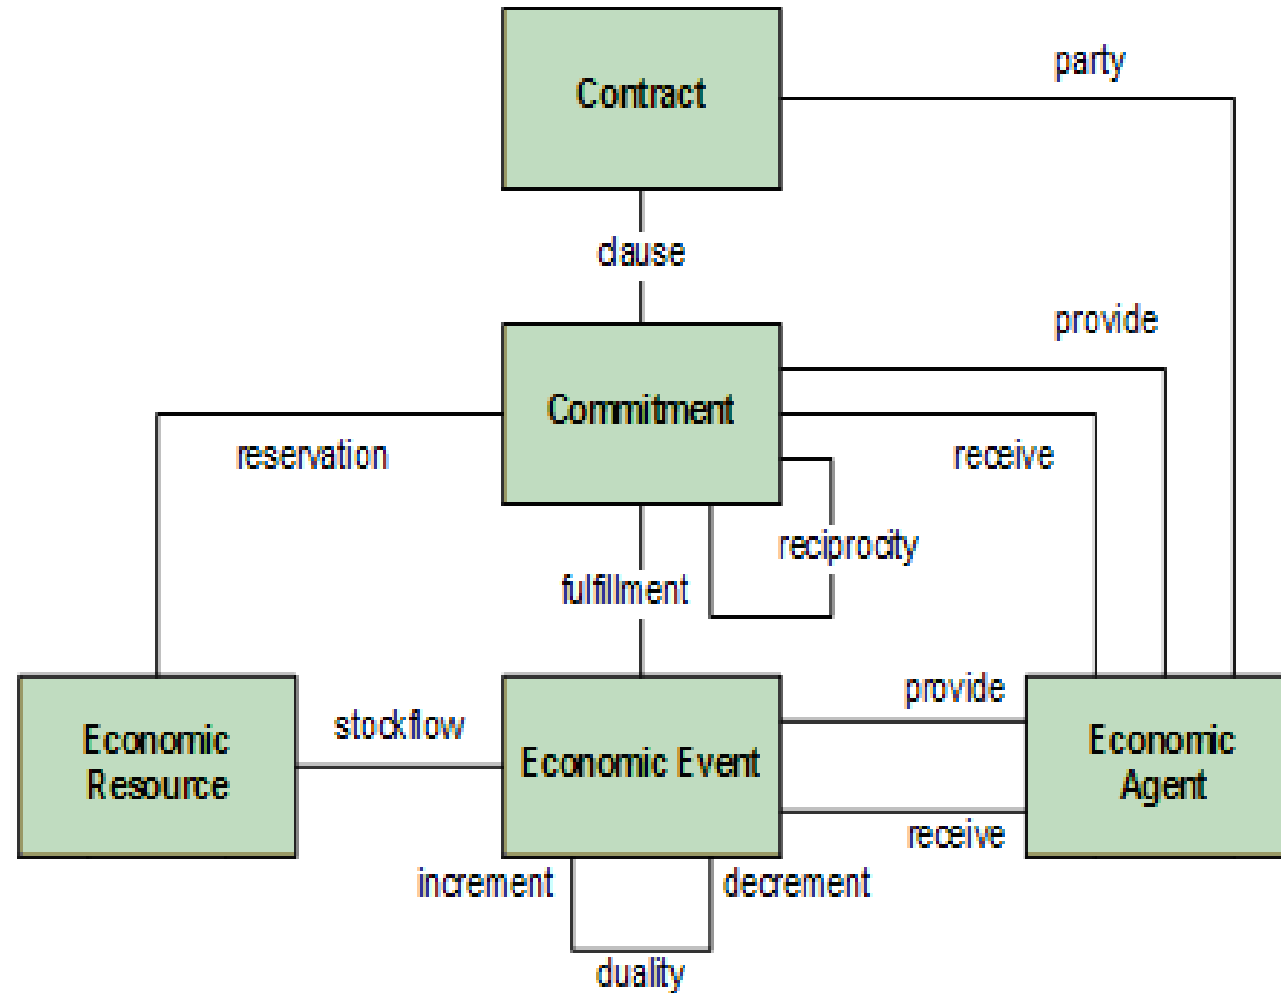 party
Contract
clause
provide
Commitment
reservation
receive
reciprocity
fulfillment
provide
stockflow
Economic
Resource
Economic Event
Economic
Agent
receive
increment
decrement
duality